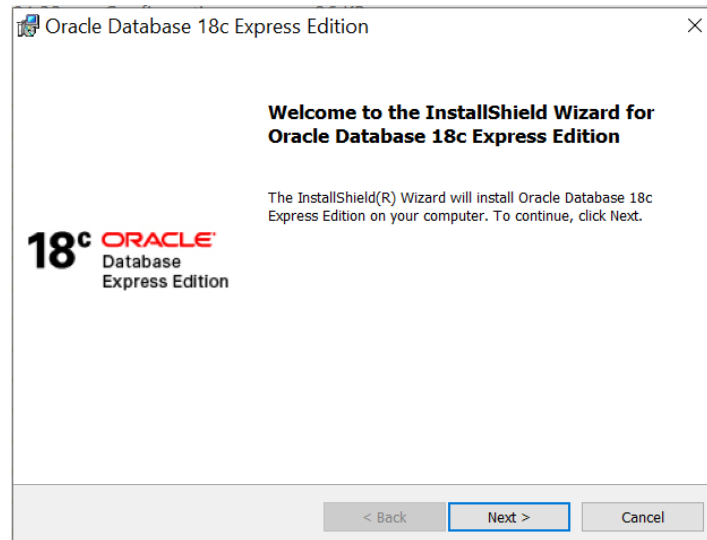 Oracle Database 18c Express Edition
Welcome to the InstallShield Wizard for
Oracle Database 18c Express Edition
The InstallShield(R) Wizard will install Oracle Database 18c
Express Edition on your computer. To continue, click Next.
18c ORACLE
Database
Express Edition
< Back
Next >
Cancel